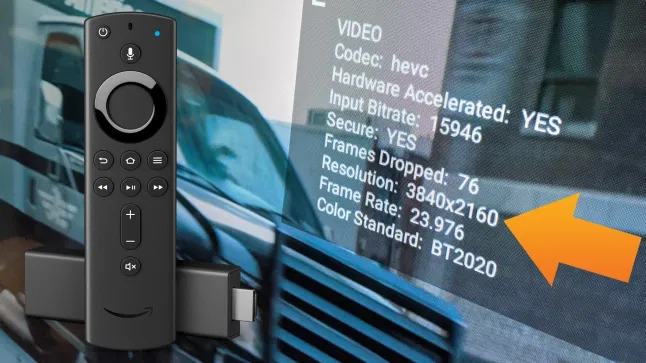 VIDEO
Codec: hevc
Hardware Accelerated: YES
Input Bitrate: 15946
Secure: YES
Frames Dropped: 76
Resolution: 3840x2160
Frame Rate: 23.976
Color Standard: BT2020